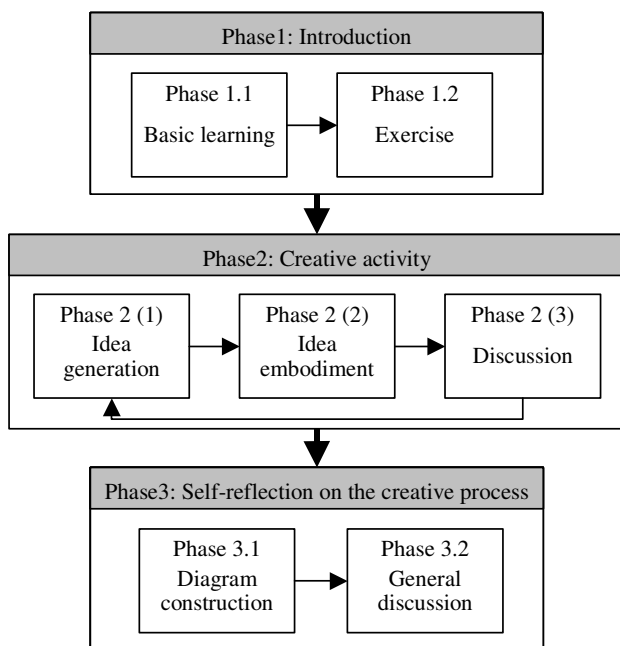 Phase1: Introduction
Phase 1.1
Basic learning
Phase 1.2
Exercise
Phase2: Creative activity
Phase 2 (1)
Idea
generation
Phase 2 (2)
Idea
embodiment
Phase 2 (3)
Discussion
Phase3: Self-reflection on the creative process
Phase 3.1
Diagram
construction
Phase 3.2
General
discussion